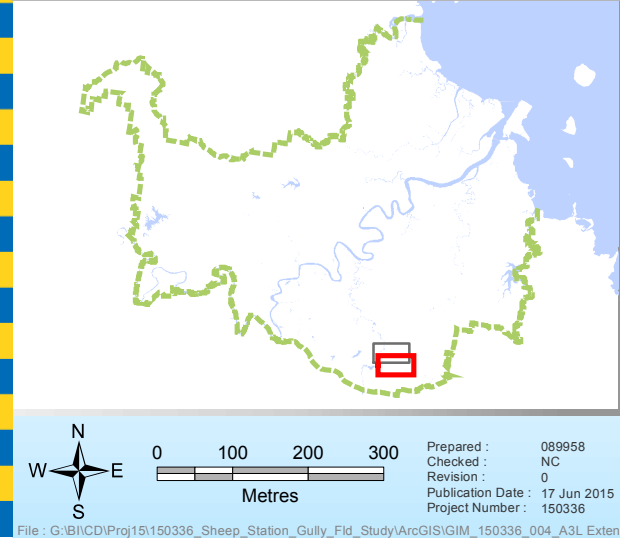 N
W E
S
0 100 200 300
Metres
Prepared : 089958
Checked : NC
Revision : 0
Publication Date : 17 Jun 2015
Project Number : 150336
File : G:\BI\CD\Proj15\150336_Sheep_Station_Gully_Fld_Study\ArcGIS\GIM_150336_004_A3L Exten